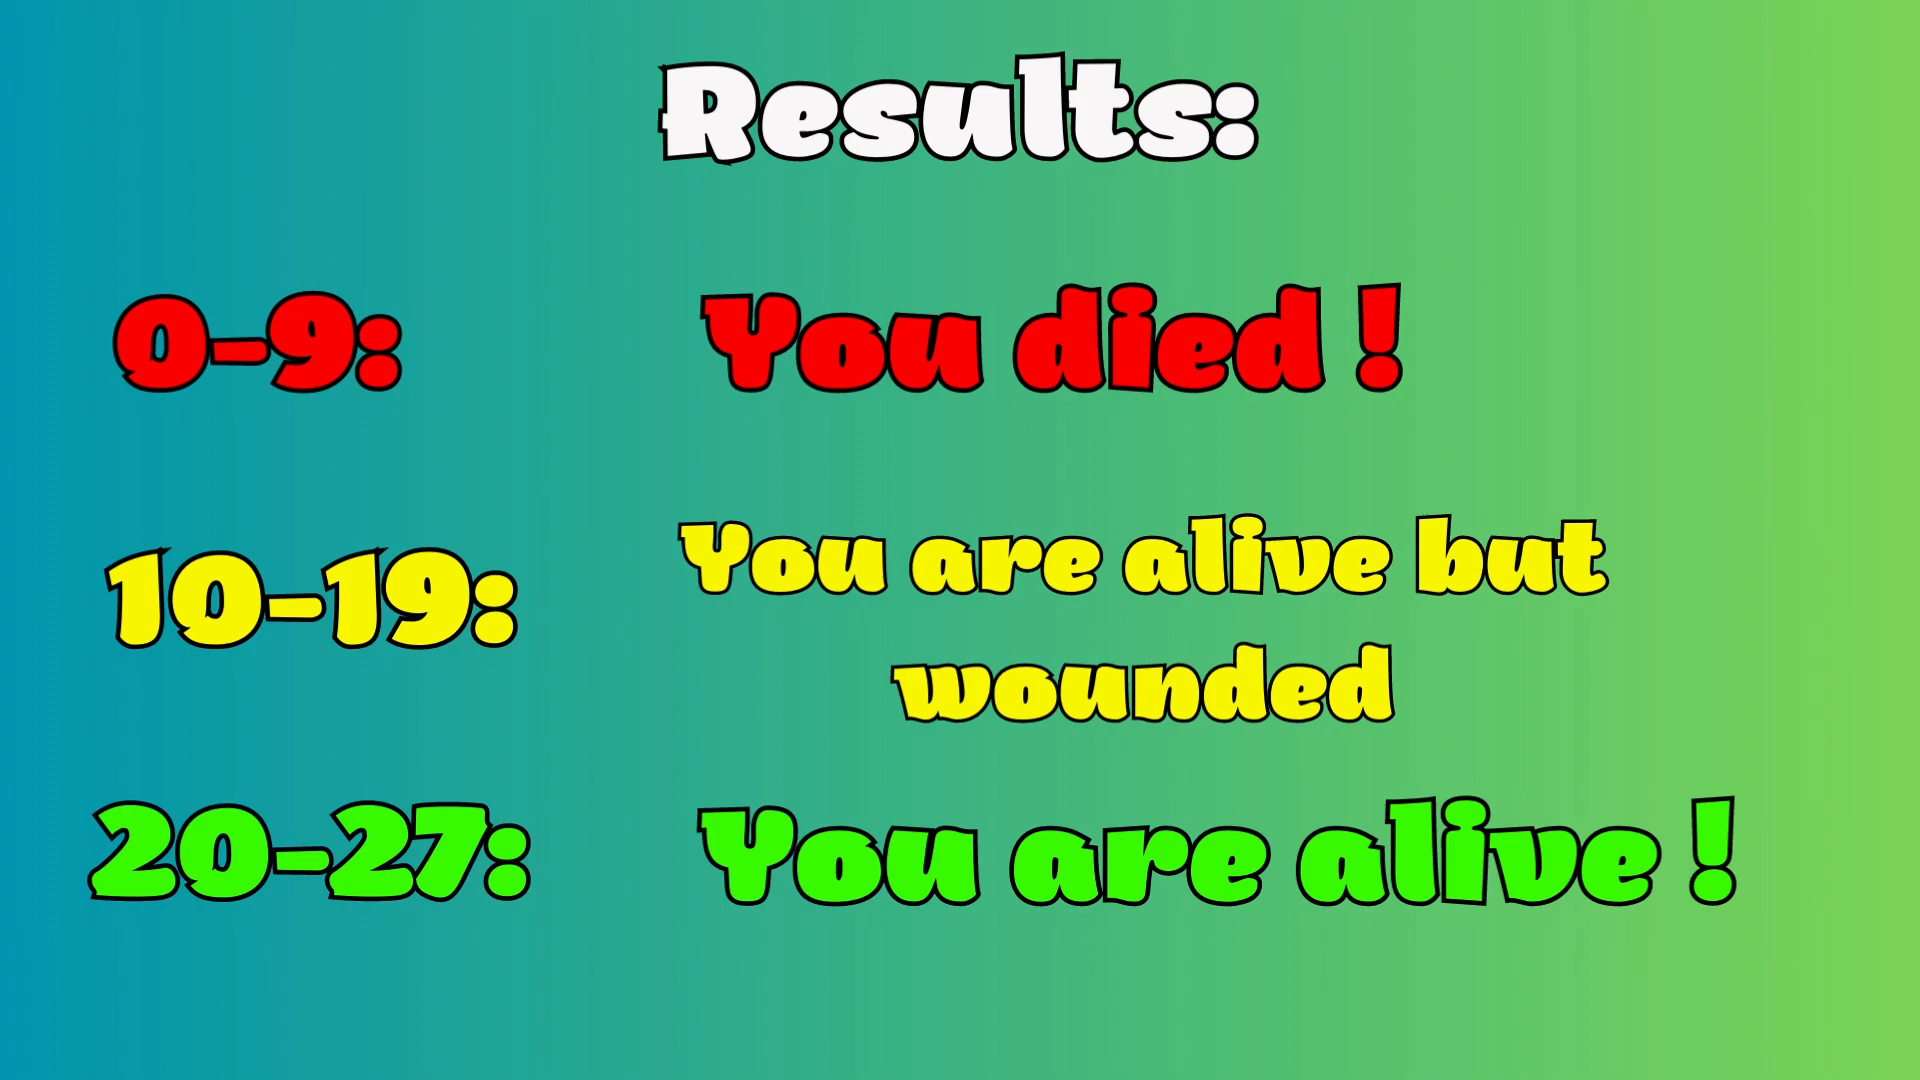 Results:
0-9: You died !
10-19: You are alive but
wounded
20-27: You are alive !